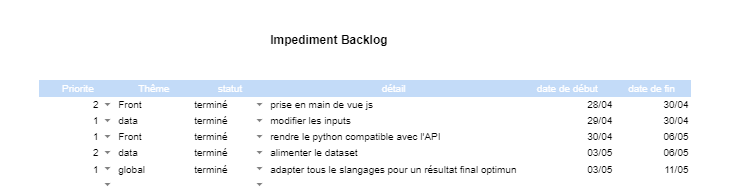 Impediment Backlog
Priorite Thême statut détail date de début date de fin
2 Front terminé prise en main de vue js 28/04 30/04
1 data terminé modifier les inputs 29/04 30/04
1 Front terminé rendre le python compatible avec l'API 30/04 06/05
2 data terminé alimenter le dataset 03/05 06/05
1 global terminé adapter tous le slangages pour un résultat final optimun 03/05 11/05